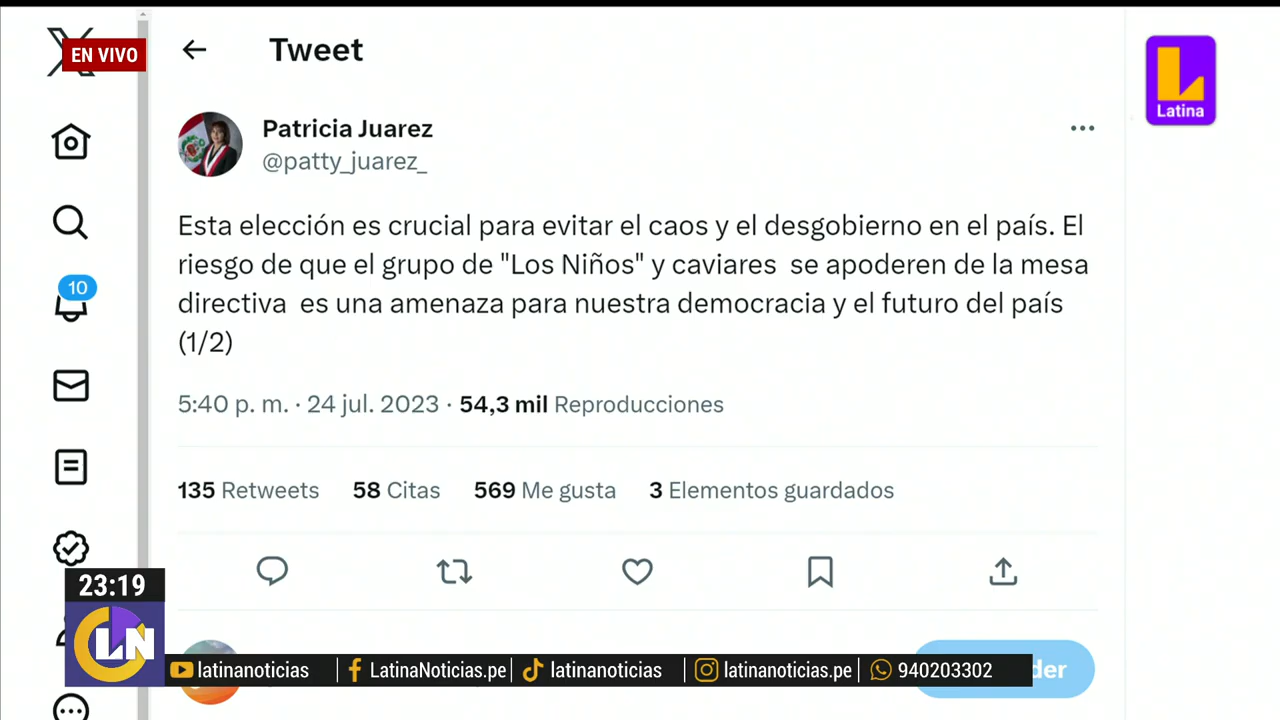 EN VIVO
Tweet
Latina
Patricia Juarez
@patty_juarez_
Esta elección es crucial para evitar el caos y el desgobierno en el país. El
riesgo de que el grupo de "Los Niños" y caviares se apoderen de la mesa
directiva es una amenaza para nuestra democracia y el futuro del país
(1/2)
10
5:40 p. m. · 24 jul. 2023 · 54,3 mil Reproducciones
135 Retweets 58 Citas 569 Me gusta 3 Elementos guardados
23:19
LN
latinanoticias | LatinaNoticias.pe | latinanoticias | latinanoticias.pe | 940203302
der